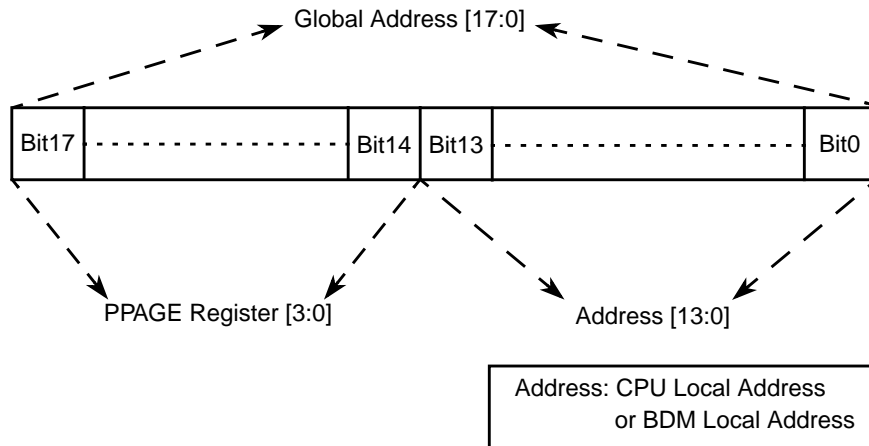 Global Address [17:0]
Bit17 Bit14 Bit13 Bit0
PPAGE Register [3:0] Address [13:0]
Address: CPU Local Address
or BDM Local Address